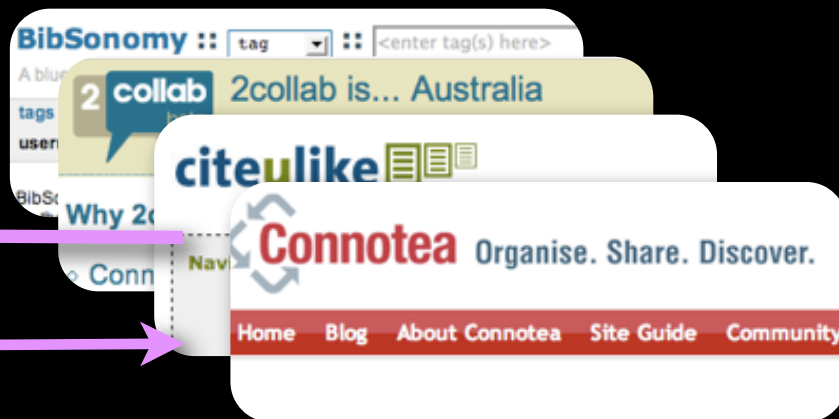 BibSonomy :: tag :: <enter tag(s) here>
A blue
tags
user
BibSo
2 collab 2collab is... Australia
Why 2c
Conn
citeulike
Navi
Connotea Organise. Share. Discover.
Home Blog About Connotea Site Guide Community